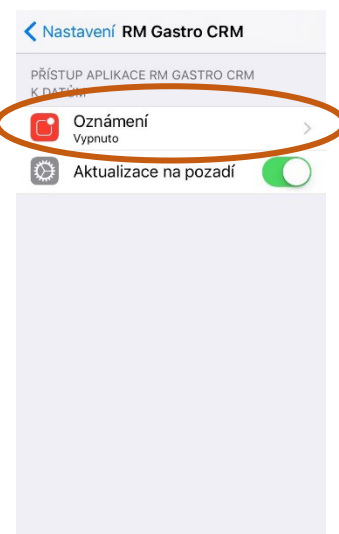 Nastavení RM Gastro CRM
PŘÍSTUP APLIKACE RM GASTRO CRM
K DATŮM
Oznámení
Vypnuto
Aktualizace na pozadí